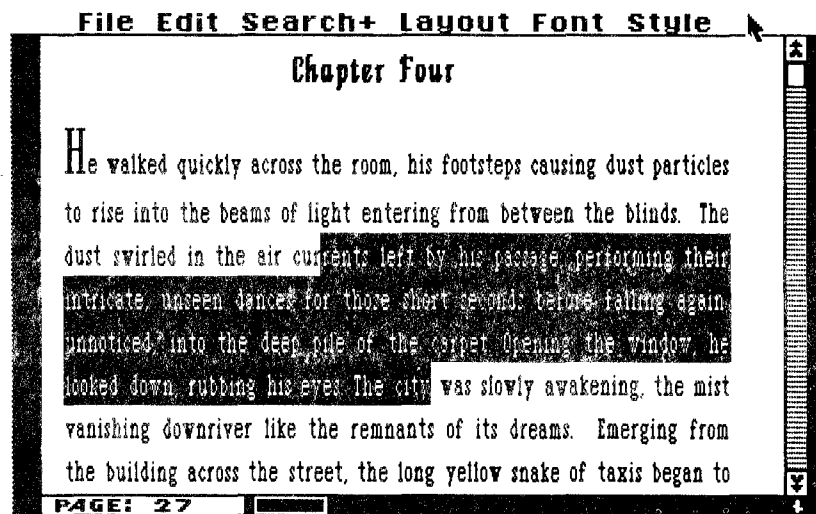 File Edit Search+ Layout Font Style
Chapter Four
He walked quickly across the room, his footsteps causing dust particles
to rise into the beams of light entering from between the blinds. The
dust swirled in the air currents left by his passage, performing their
intricate, unseen dances for those short seconds before falling again,
unnoticed, into the deep pile of the carpet. Opening the window, he
looked down, rubbing his eyes. The city was slowly awakening, the mist
vanishing downriver like the remnants of its dreams. Emerging from
the building across the street, the long yellow snake of taxis began to
PAGE: 27